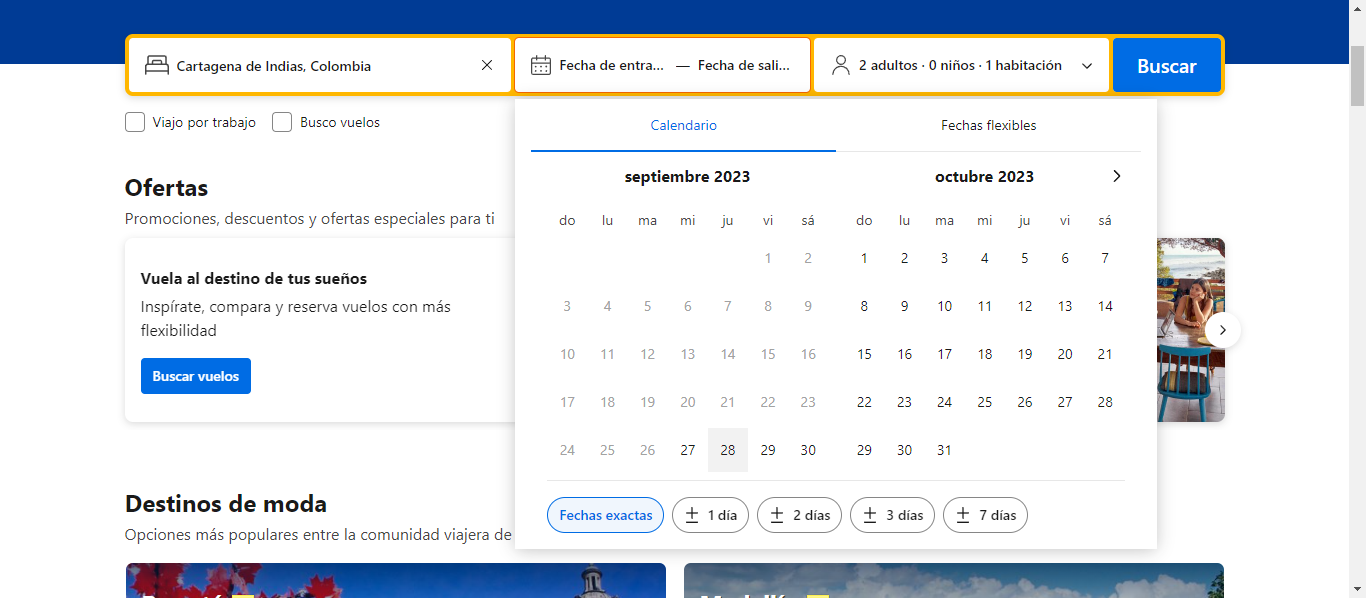 Cartagena de Indias, Colombia
Fecha de entra... — Fecha de sali...
2 adultos · 0 niños · 1 habitación
Buscar
Viajo por trabajo
Busco vuelos
Calendario
Fechas flexibles
septiembre 2023
do lu ma mi ju vi sá
1 2
3 4 5 6 7 8 9
10 11 12 13 14 15 16
17 18 19 20 21 22 23
24 25 26 27 28 29 30
octubre 2023
do lu ma mi ju vi sá
1 2 3 4 5 6 7
8 9 10 11 12 13 14
15 16 17 18 19 20 21
22 23 24 25 26 27 28
29 30 31
Fechas exactas
± 1 día
± 2 días
± 3 días
± 7 días
Ofertas
Promociones, descuentos y ofertas especiales para ti
Vuela al destino de tus sueños
Inspírate, compara y reserva vuelos con más
flexibilidad
Buscar vuelos
Destinos de moda
Opciones más populares entre la comunidad viajera de